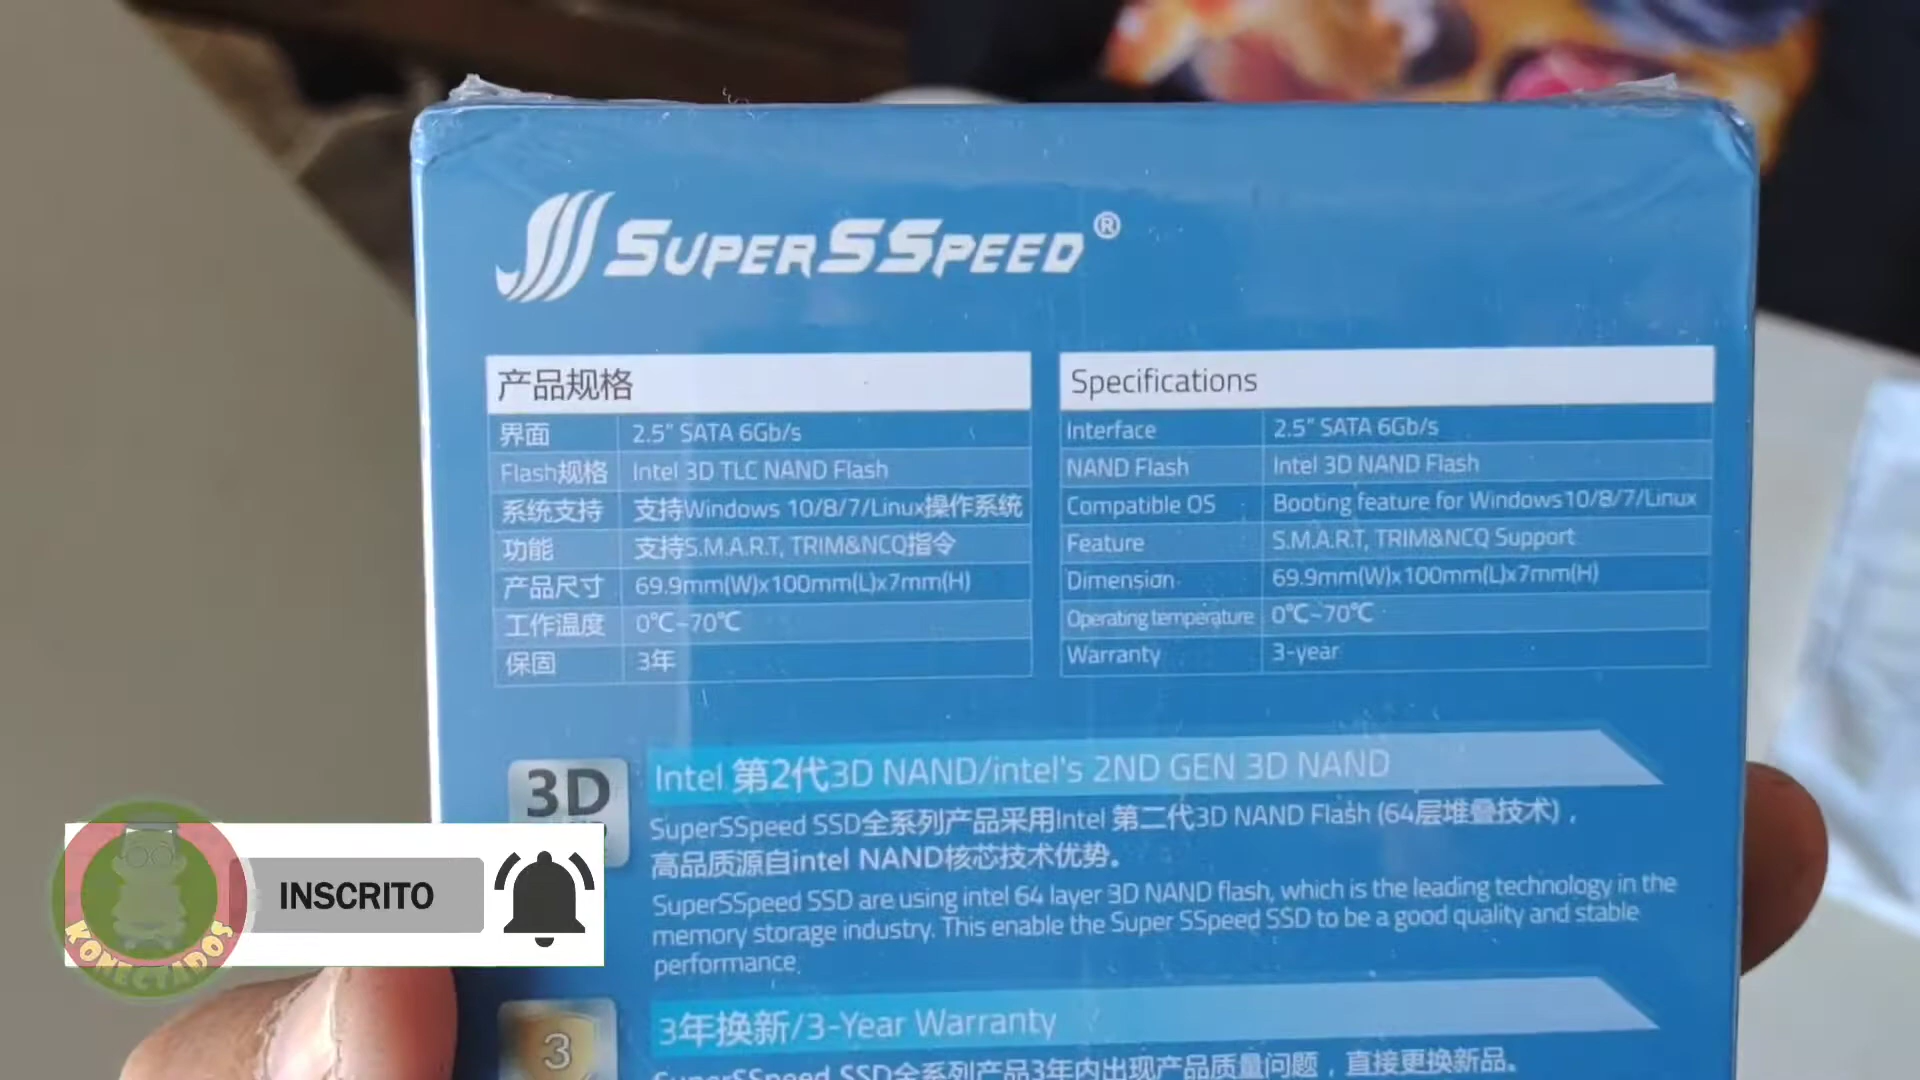 SUPERSSPEED®
产品规格
界面 2.5" SATA 6Gb/s
Flash规格 Intel 3D TLC NAND Flash
系统支持 支持Windows 10/8/7/Linux操作系统
功能 支持S.M.A.R.T, TRIM&NCQ指令
产品尺寸 69.9mm(W)x100mm(L)x7mm(H)
工作温度 0℃~70℃
保固 3年
Specifications
Interface 2.5" SATA 6Gb/s
NAND Flash Intel 3D NAND Flash
Compatible OS Booting feature for Windows10/8/7/Linux
Feature S.M.A.R.T, TRIM&NCQ Support
Dimension 69.9mm(W)x100mm(L)x7mm(H)
Operating temperature 0℃~70℃
Warranty 3-year
3D
Intel 第2代3D NAND/intel's 2ND GEN 3D NAND
SuperSSpeed SSD全系列产品采用Intel 第二代3D NAND Flash (64层堆叠技术)，
高品质源自intel NAND核芯技术优势。
SuperSSpeed SSD are using intel 64 layer 3D NAND flash, which is the leading technology in the
memory storage industry. This enable the Super SSpeed SSD to be a good quality and stable
performance.
3
3年换新/3-Year Warranty
SuperSSpeed SSD全系列产品3年内出现产品质量问题，直接更换新品。
KONECTAIDOS
INSCRITO